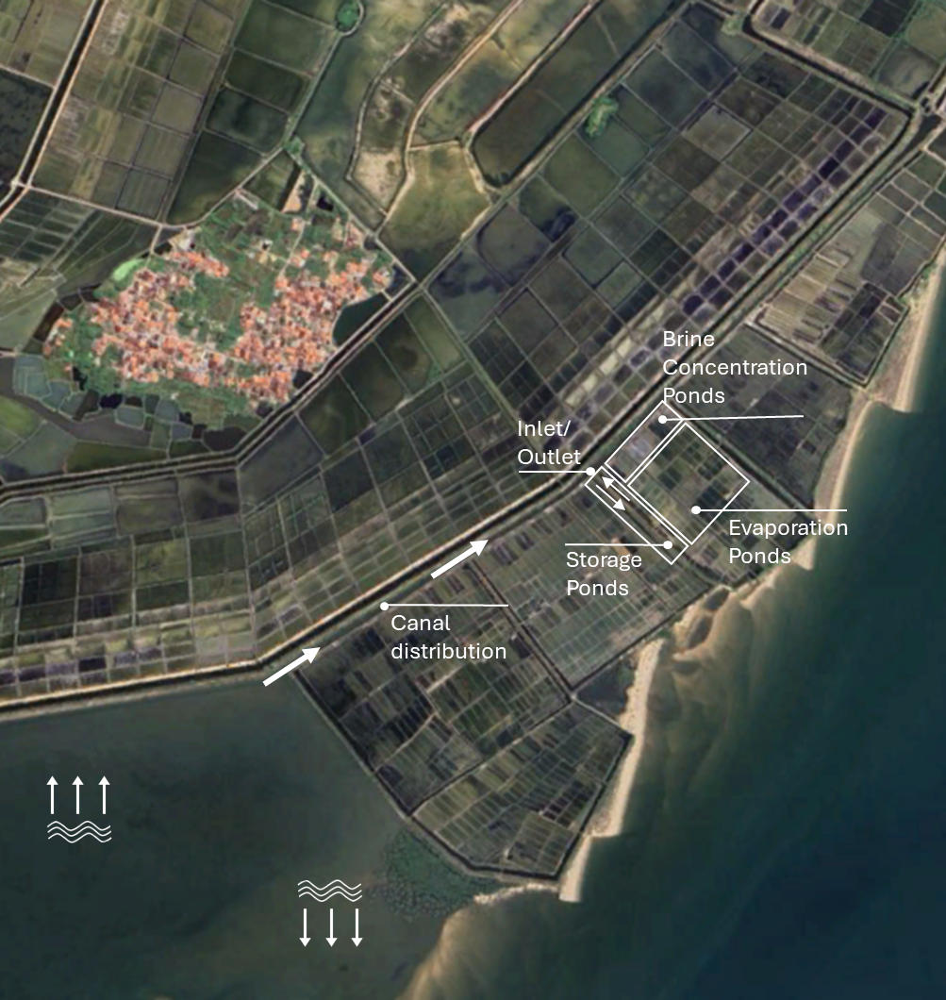 Brine
Concentration
Ponds
Inlet/
Outlet
Evaporation
Ponds
Storage
Ponds
Canal
distribution